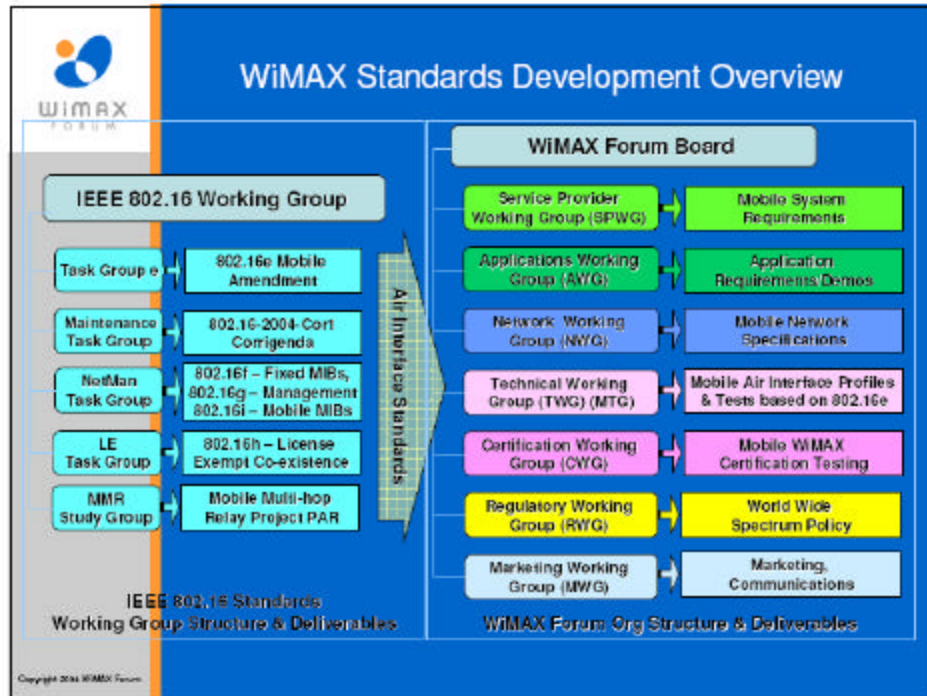 WiMAX
FORUM
WiMAX Standards Development Overview
IEEE 802.16 Working Group
Task Group e
802.16e Mobile
Amendment
Maintenance
Task Group
802.16-2004-Cor1
Corrigenda
NetMan
Task Group
802.16f – Fixed MIBs,
802.16g – Management
802.16i – Mobile MIBs
LE
Task Group
802.16h – License
Exempt Co-existence
MMR
Study Group
Mobile Multi-hop
Relay Project PAR
IEEE 802.16 Standards
Working Group Structure & Deliverables
Air Interface Standards
WiMAX Forum Board
Service Provider
Working Group (SPWG)
Mobile System
Requirements
Applications Working
Group (AWG)
Application
Requirements/Demos
Network Working
Group (NWG)
Mobile Network
Specifications
Technical Working
Group (TWG) (MTG)
Mobile Air Interface Profiles
& Tests based on 802.16e
Certification Working
Group (CWG)
Mobile WiMAX
Certification Testing
Regulatory Working
Group (RWG)
World Wide
Spectrum Policy
Marketing Working
Group (MWG)
Marketing,
Communications
WiMAX Forum Org Structure & Deliverables
Copyright 2004 WiMAX Forum